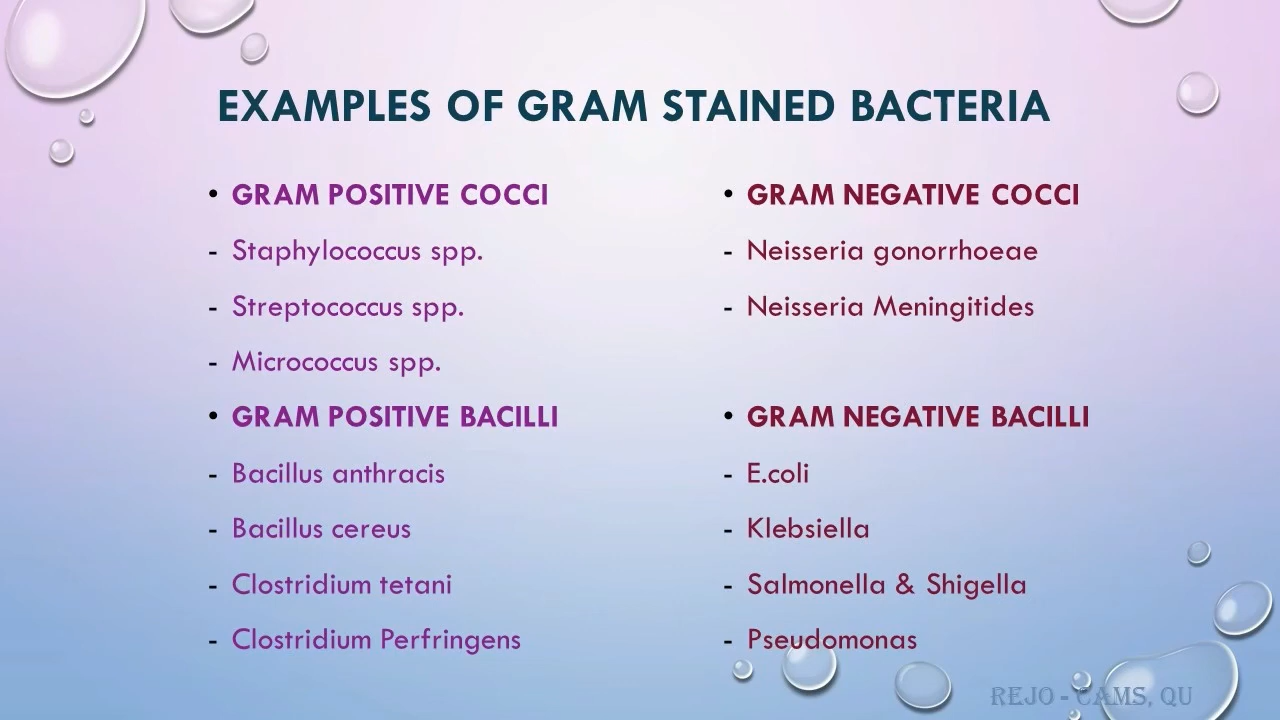 EXAMPLES OF GRAM STAINED BACTERIA
• GRAM POSITIVE COCCI
- Staphylococcus spp.
- Streptococcus spp.
- Micrococcus spp.
• GRAM POSITIVE BACILLI
- Bacillus anthracis
- Bacillus cereus
- Clostridium tetani
- Clostridium Perfringens
• GRAM NEGATIVE COCCI
- Neisseria gonorrhoeae
- Neisseria Meningitides
• GRAM NEGATIVE BACILLI
- E.coli
- Klebsiella
- Salmonella & Shigella
- Pseudomonas
REJO - CAMS, QU